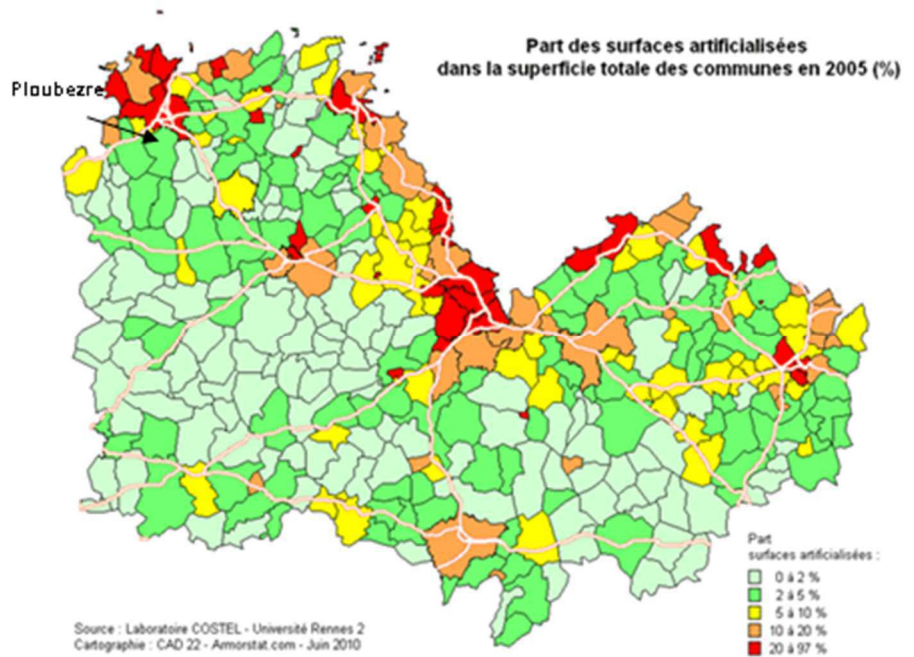 Part des surfaces artificialisées
dans la superficie totale des communes en 2005 (%)
Ploubezre
Part
surfaces artificialisées :
0 à 2 %
2 à 5 %
5 à 10 %
10 à 20 %
20 à 97 %
Source : Laboratoire COSTEL - Université Rennes 2
Cartographie : CAD 22 - Armorstat.com - Juin 2010